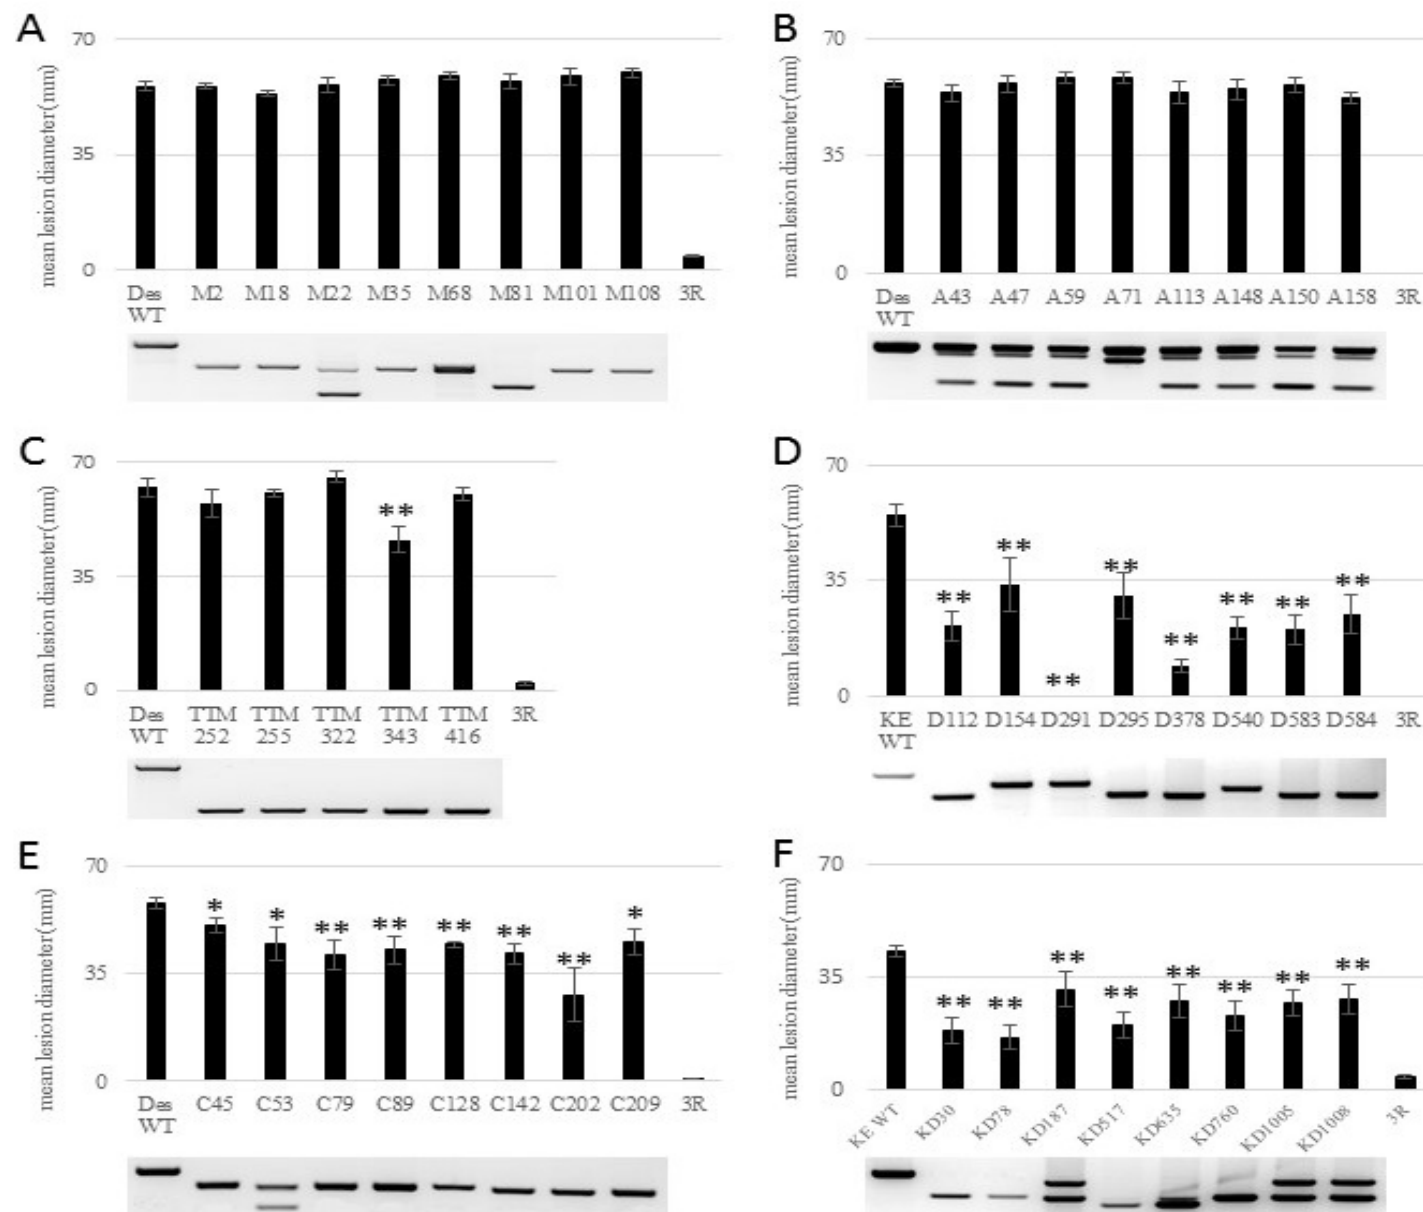 A
70
35
0
mean lesion diameter(mm)
Des WT M2 M18 M22 M35 M68 M81 M101 M108 3R
B
70
35
0
mean lesion diameter(mm)
Des WT A43 A47 A59 A71 A113 A148 A150 A158 3R
C
70
35
0
mean lesion diameter(mm)
**
Des WT TTM 252 TTM 255 TTM 322 TTM 343 TTM 416 3R
D
70
35
0
mean lesion diameter(mm)
** ** ** ** ** ** ** **
KE WT D112 D154 D291 D295 D378 D540 D583 D584 3R
E
70
35
0
mean lesion diameter(mm)
* * ** ** ** ** ** *
Des WT C45 C53 C79 C89 C128 C142 C202 C209 3R
F
70
35
0
mean lesion diameter(mm)
** ** ** ** ** ** ** **
KE WT KD30 KD78 KD187 KD517 KD635 KD760 KD1005 KD1008 3R